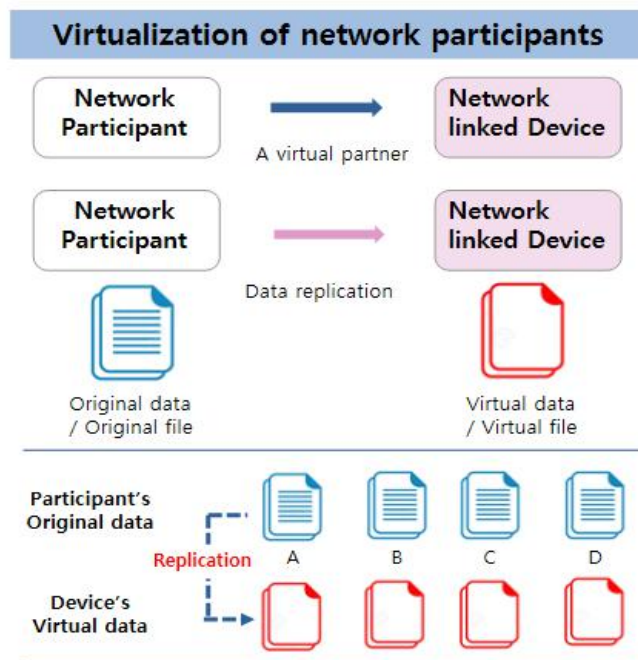 Virtualization of network participants
Network
Participant
A virtual partner
Network
linked Device
Network
Participant
Data replication
Network
linked Device
Original data
/ Original file
Virtual data
/ Virtual file
Participant's
Original data
Replication
A
B
C
D
Device's
Virtual data